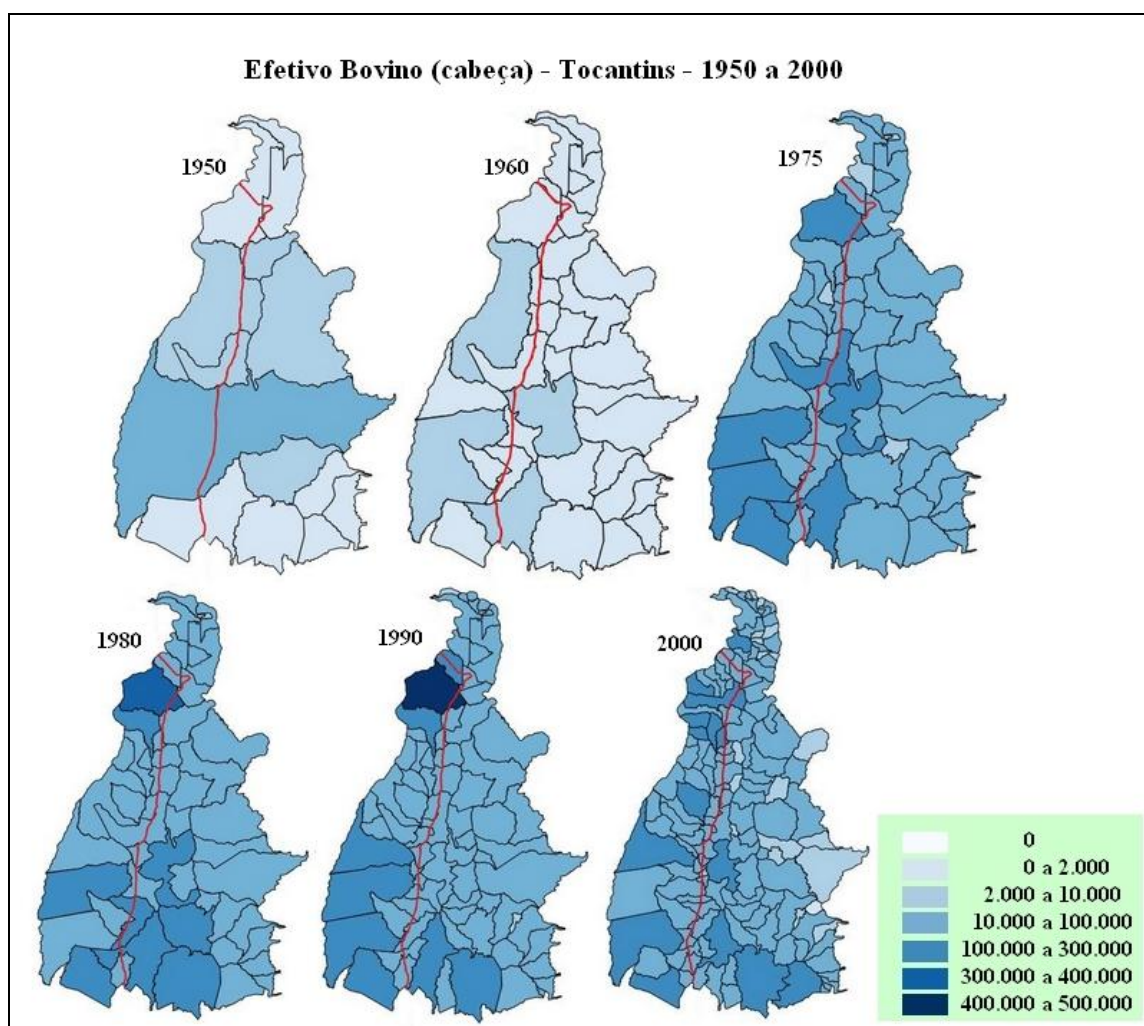 Efetivo Bovino (cabeça) - Tocantins - 1950 a 2000
1950
1960
1975
1980
1990
2000
0
0 a 2.000
2.000 a 10.000
10.000 a 100.000
100.000 a 300.000
300.000 a 400.000
400.000 a 500.000